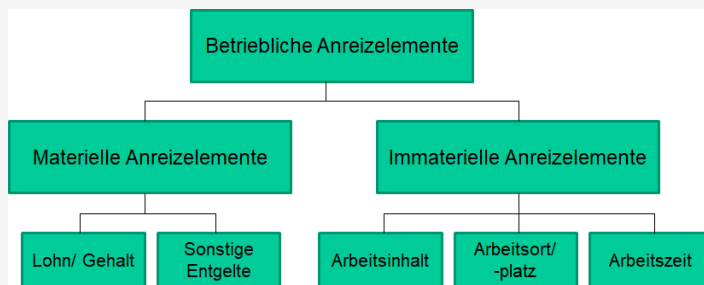 Betriebliche Anreizelemente
Materielle Anreizelemente
Immaterielle Anreizelemente
Lohn/ Gehalt
Sonstige
Entgelte
Arbeitsinhalt
Arbeitsort/
-platz
Arbeitszeit